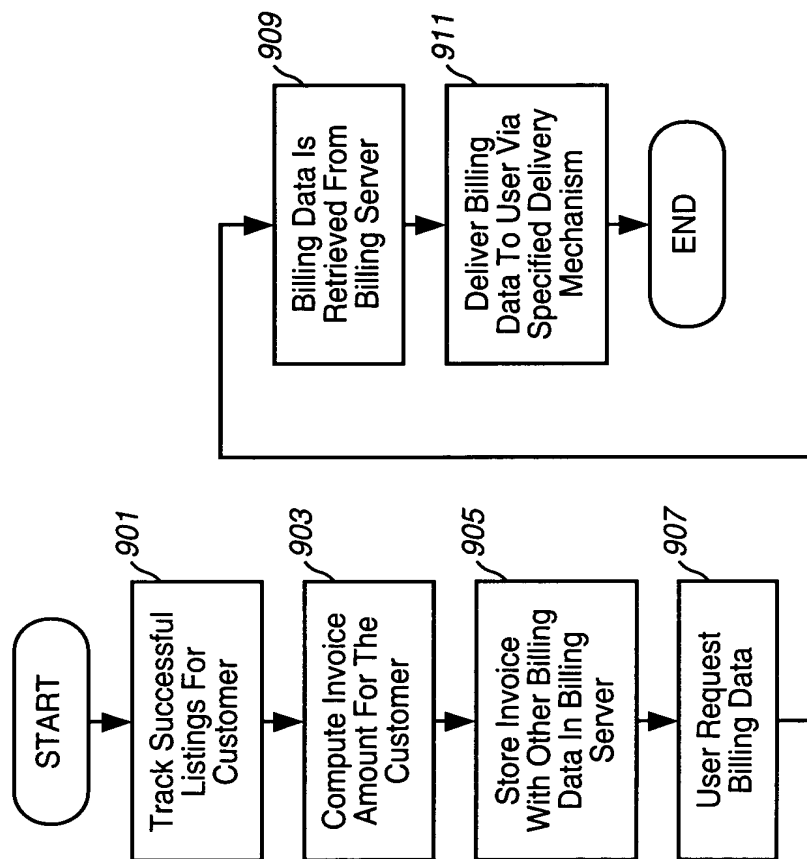 START
901
Track Successful
Listings For
Customer
903
Compute Invoice
Amount For The
Customer
905
Store Invoice
With Other Billing
Data In Billing
Server
907
User Request
Billing Data
909
Billing Data Is
Retrieved From
Billing Server
911
Deliver Billing
Data To User Via
Specified Delivery
Mechanism
END